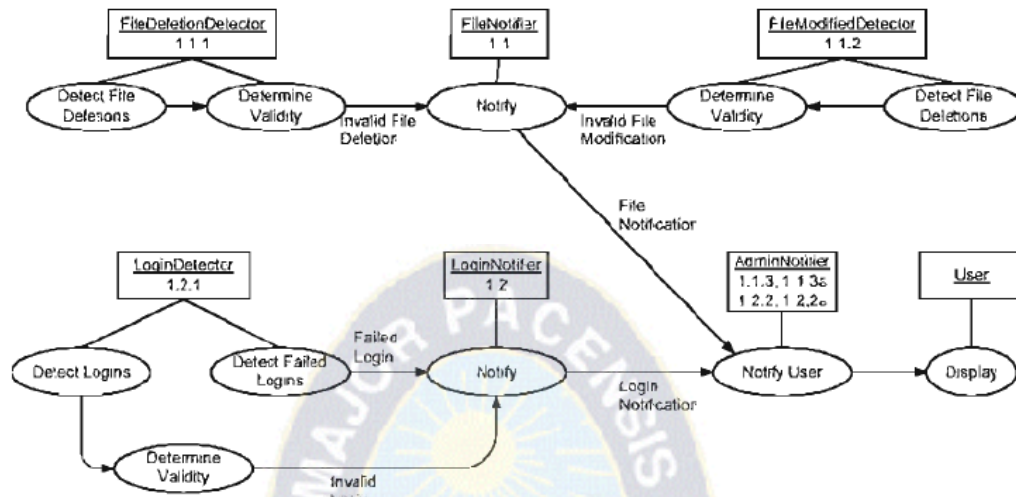 FileDeletionDetector
1.1.1
FileNotifier
1.1
FileModifiedDetector
1.1.2
Detect File
Deletions
Determine
Validity
Notify
Determine
Validity
Detect File
Deletions
Invalid File
Deletion
Invalid File
Modification
File
Notification
LoginDetector
1.2.1
LoginNotifier
1.2
AdminNotifier
1.1.3, 1.1.3a
1.2.2, 1.2.2a
User
Detect Logins
Detect Failed
Logins
Failed
Login
Notify
Login
Notification
Notify User
Display
Determine
Validity
Invalid
MAJOR PACENSIS